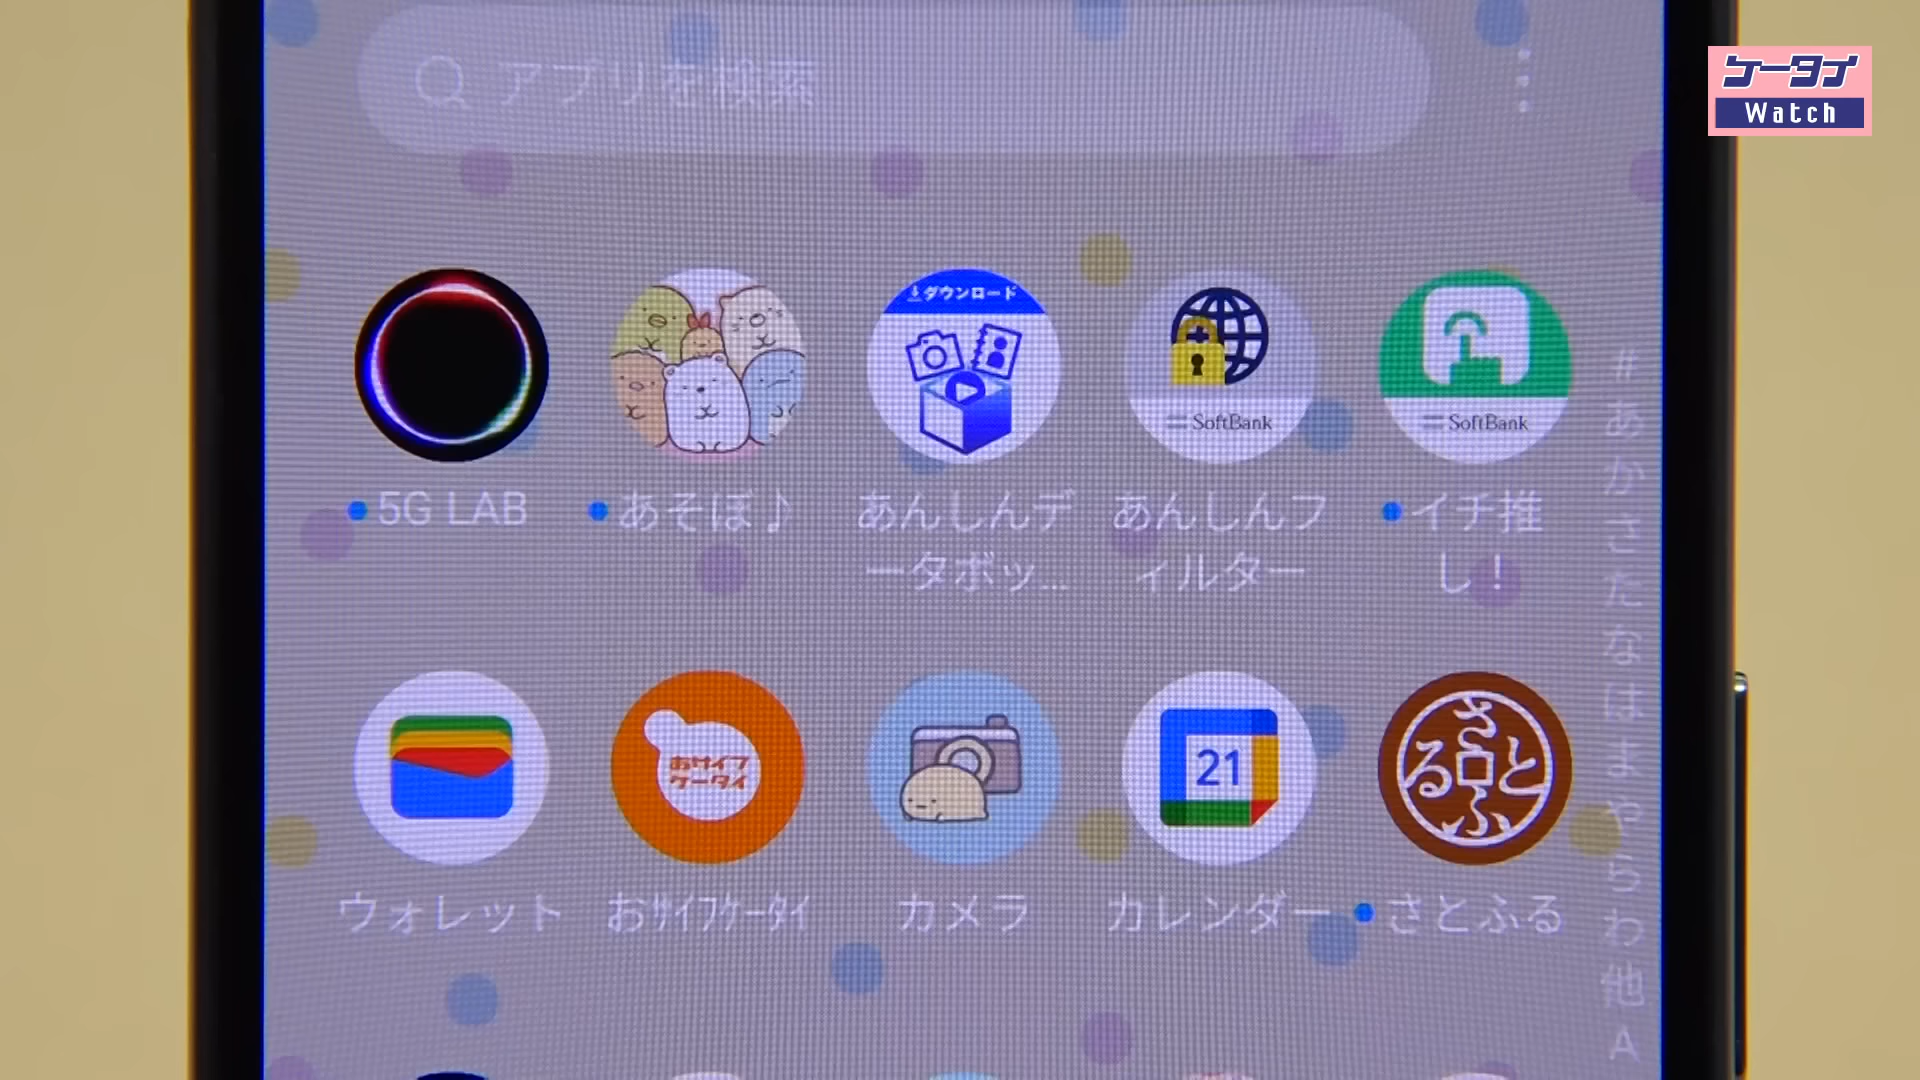 ケータイ
Watch
アプリを検索
ダウンロード
SoftBank
SoftBank
5G LAB
あそぼ♪
あんしんデ
ータボッ...
あんしんフ
ィルター
イチ推
し!
おサイフ
ケータイ
21
さとふる
ウォレット
おｻｲﾌｹｰﾀｲ
カメラ
カレンダー
さとふる
#
あ
か
さ
た
な
は
ま
や
ら
わ
他
A